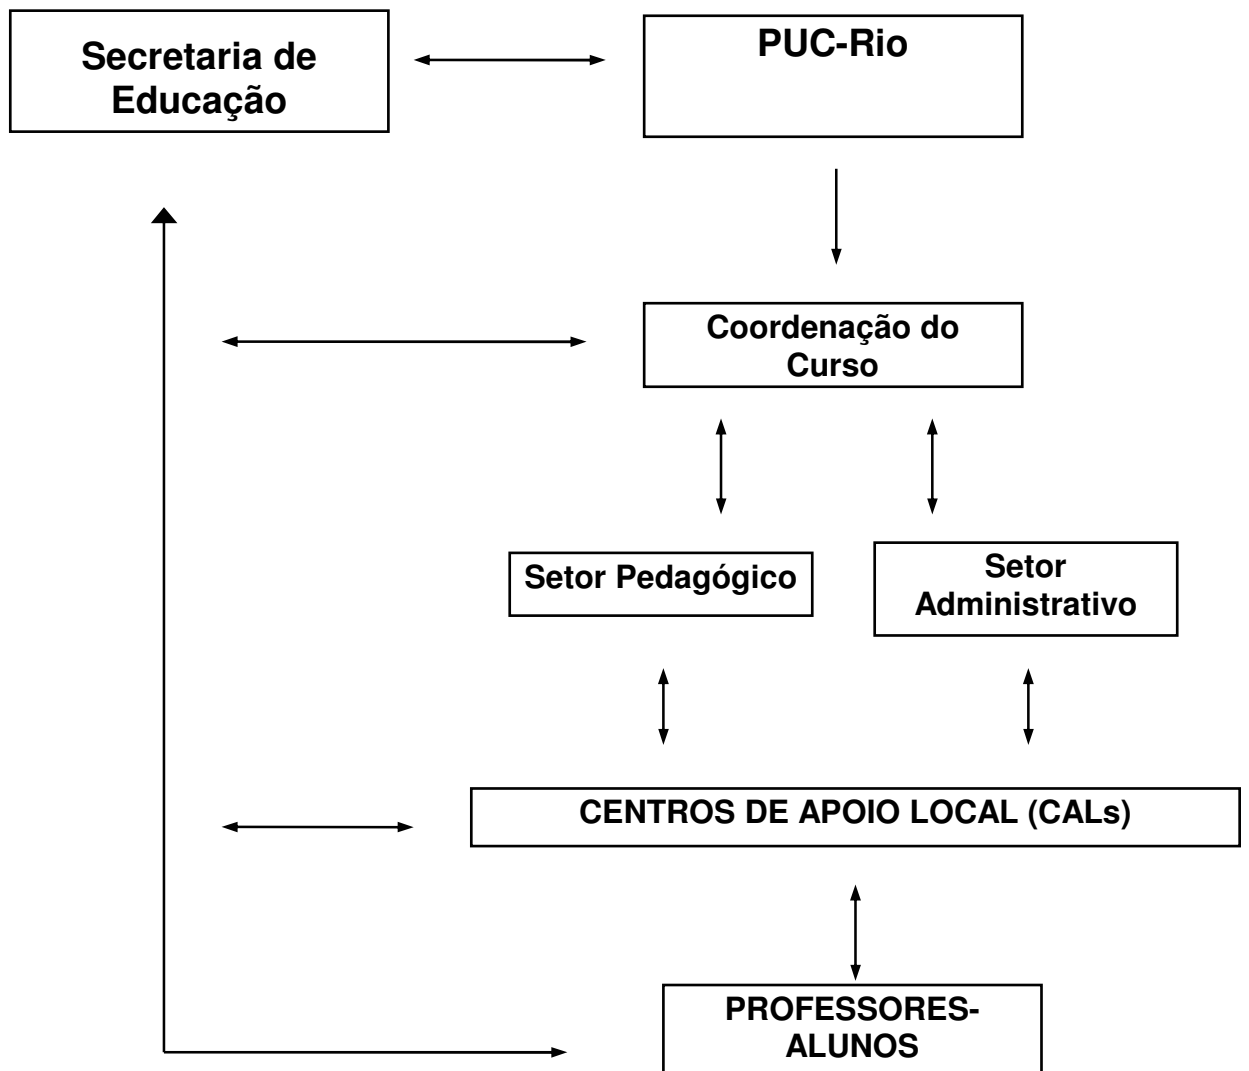 Secretaria de
Educação
PUC-Rio
Coordenação do
Curso
Setor Pedagógico
Setor
Administrativo
CENTROS DE APOIO LOCAL (CALs)
PROFESSORES-
ALUNOS